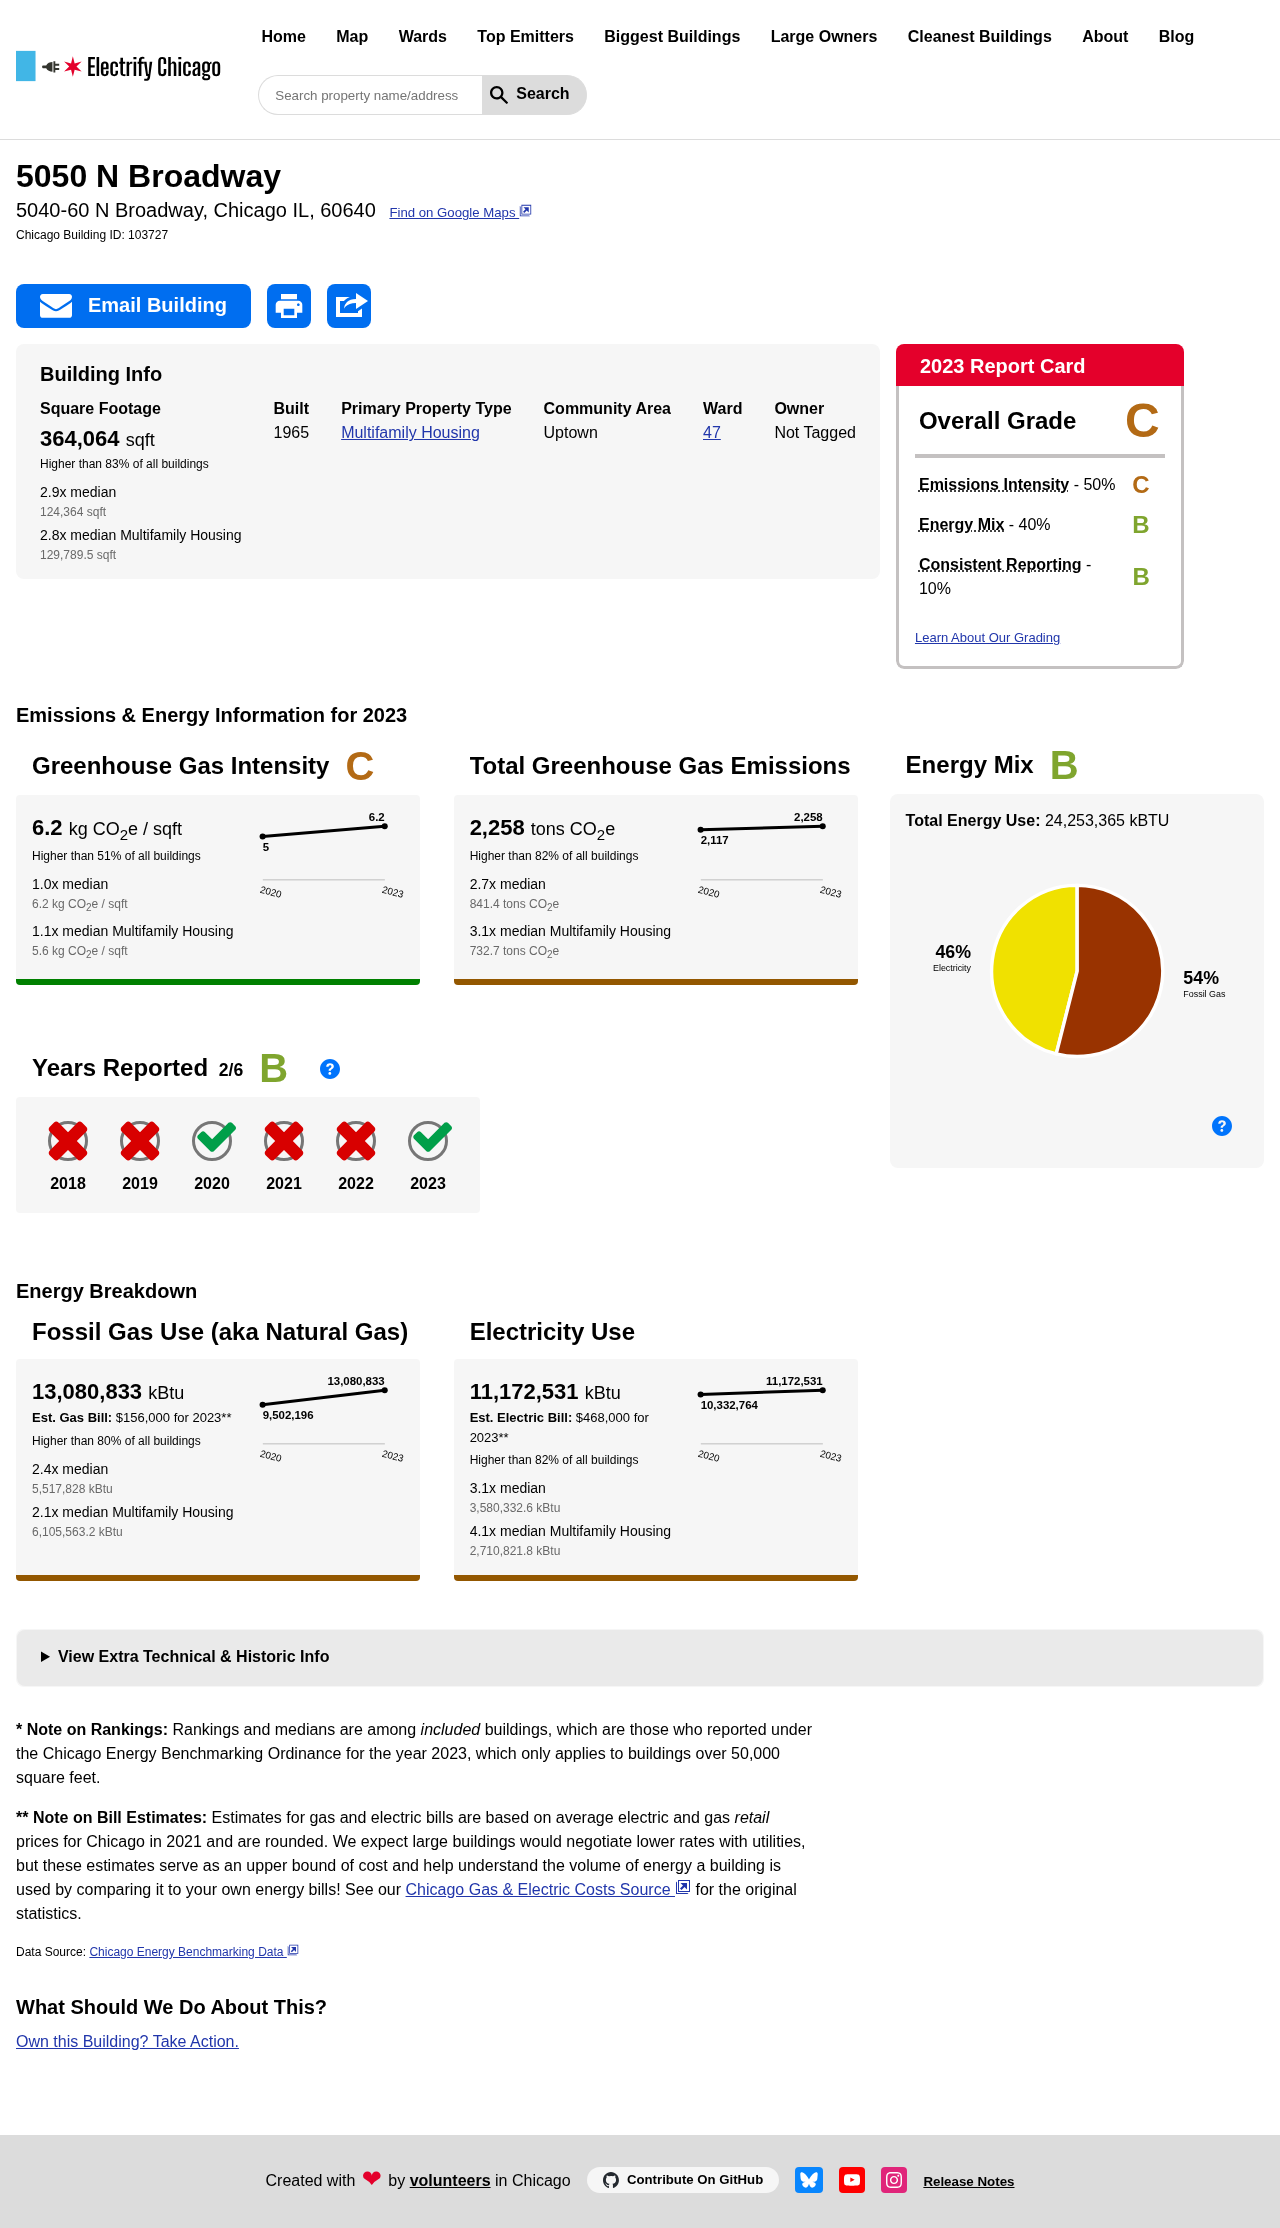 Electrify Chicago
Home Map Wards Top Emitters Biggest Buildings Large Owners Cleanest Buildings About Blog
Search property name/address Search
5050 N Broadway
5040-60 N Broadway, Chicago IL, 60640 Find on Google Maps
Chicago Building ID: 103727
Email Building
Building Info
Square Footage
364,064 sqft
Higher than 83% of all buildings
2.9x median
124,364 sqft
2.8x median Multifamily Housing
129,789.5 sqft
Built
1965
Primary Property Type
Multifamily Housing
Community Area
Uptown
Ward
47
Owner
Not Tagged
2023 Report Card
Overall Grade C
Emissions Intensity - 50% C
Energy Mix - 40% B
Consistent Reporting -
10% B
Learn About Our Grading
Emissions & Energy Information for 2023
Greenhouse Gas Intensity C
6.2 kg CO2e / sqft
Higher than 51% of all buildings
1.0x median
6.2 kg CO2e / sqft
1.1x median Multifamily Housing
5.6 kg CO2e / sqft
6.2
5
2020 2023
Total Greenhouse Gas Emissions
2,258 tons CO2e
Higher than 82% of all buildings
2.7x median
841.4 tons CO2e
3.1x median Multifamily Housing
732.7 tons CO2e
2,258
2,117
2020 2023
Energy Mix B
Total Energy Use: 24,253,365 kBTU
46%
Electricity
54%
Fossil Gas
?
Years Reported 2/6 B ?
2018 2019 2020 2021 2022 2023
Energy Breakdown
Fossil Gas Use (aka Natural Gas)
13,080,833 kBtu
Est. Gas Bill: $156,000 for 2023**
Higher than 80% of all buildings
2.4x median
5,517,828 kBtu
2.1x median Multifamily Housing
6,105,563.2 kBtu
13,080,833
9,502,196
2020 2023
Electricity Use
11,172,531 kBtu
Est. Electric Bill: $468,000 for
2023**
Higher than 82% of all buildings
3.1x median
3,580,332.6 kBtu
4.1x median Multifamily Housing
2,710,821.8 kBtu
11,172,531
10,332,764
2020 2023
View Extra Technical & Historic Info
* Note on Rankings: Rankings and medians are among included buildings, which are those who reported under
the Chicago Energy Benchmarking Ordinance for the year 2023, which only applies to buildings over 50,000
square feet.
** Note on Bill Estimates: Estimates for gas and electric bills are based on average electric and gas retail
prices for Chicago in 2021 and are rounded. We expect large buildings would negotiate lower rates with utilities,
but these estimates serve as an upper bound of cost and help understand the volume of energy a building is
used by comparing it to your own energy bills! See our Chicago Gas & Electric Costs Source for the original
statistics.
Data Source: Chicago Energy Benchmarking Data
What Should We Do About This?
Own this Building? Take Action.
Created with ❤ by volunteers in Chicago Contribute On GitHub Release Notes